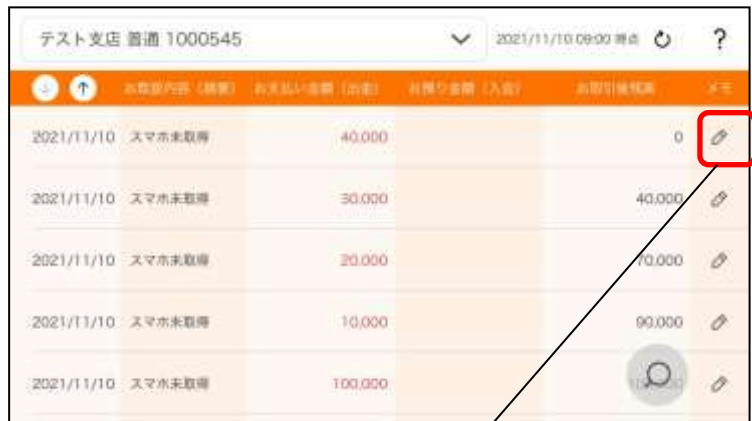 テスト支店 普通 1000545 2021/11/10 09:00 時点 ?
お取扱内容（摘要） お支払い金額（出金） お預り金額（入金） お取引後残高 メモ
2021/11/10 スマホ未取得 40,000 0
2021/11/10 スマホ未取得 30,000 40,000
2021/11/10 スマホ未取得 20,000 70,000
2021/11/10 スマホ未取得 10,000 90,000
2021/11/10 スマホ未取得 100,000